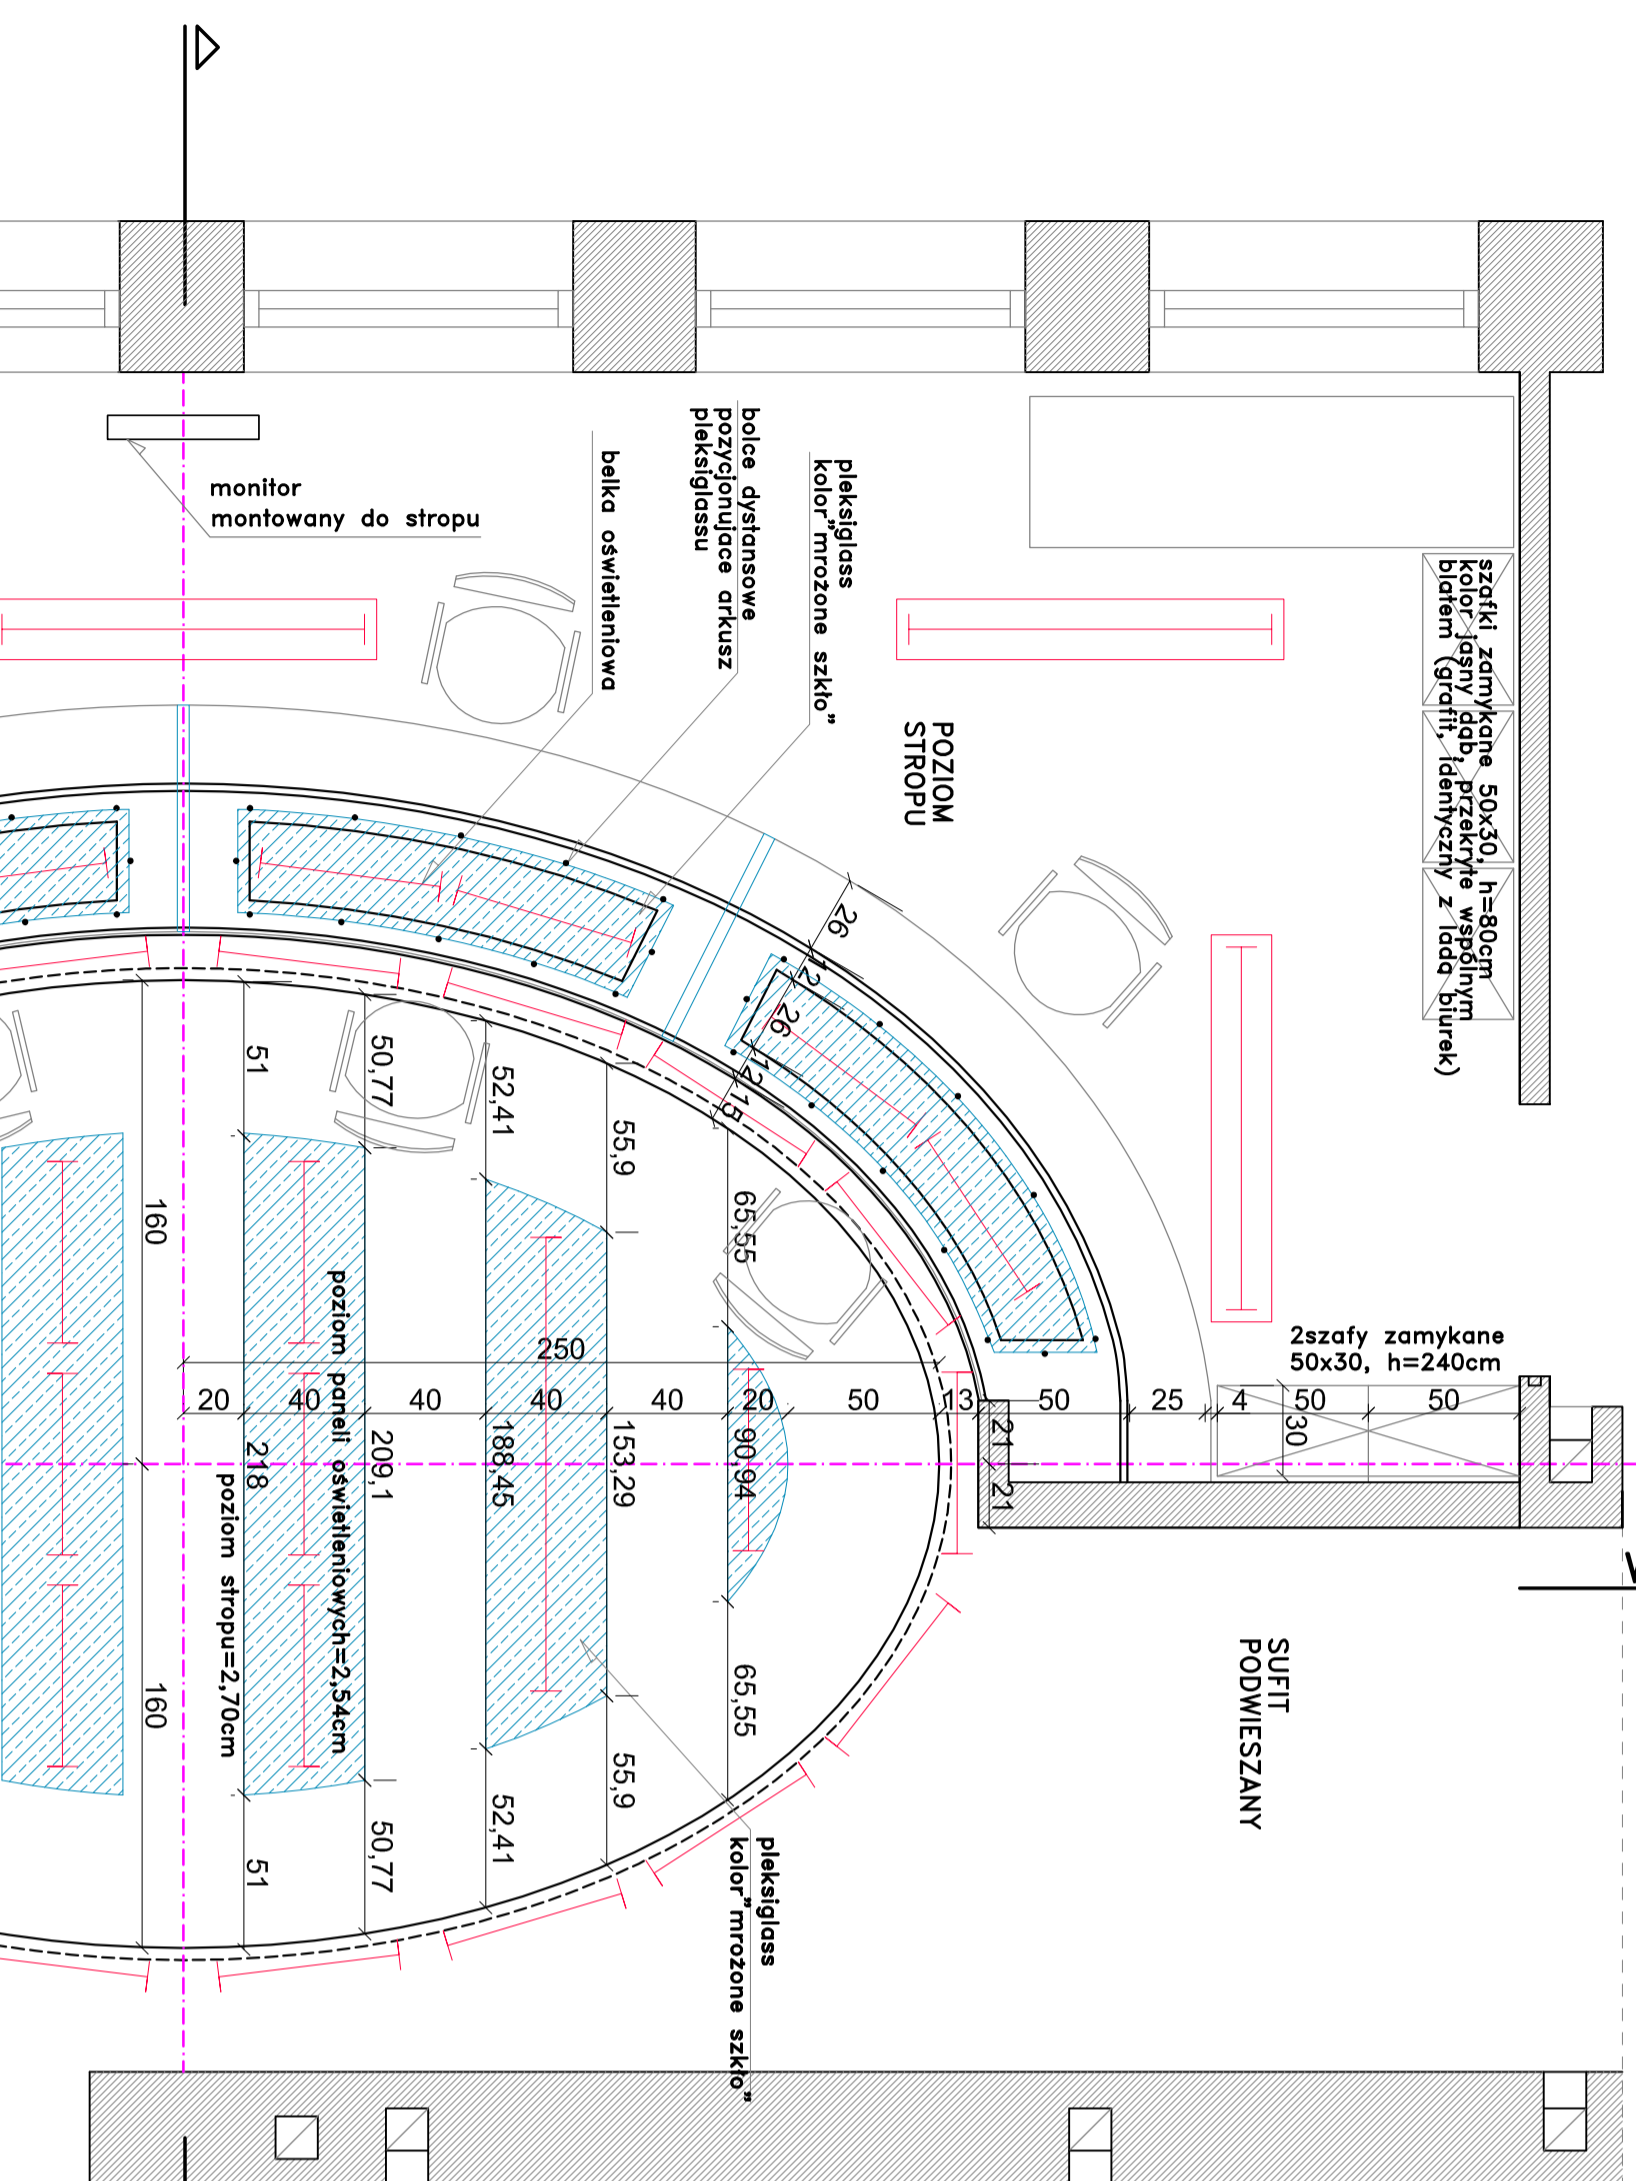 monitor
montowany do stropu
belka oświetleniowa
bolce dystansowe
pozycjonujace arkusz
pleksiglassu
pleksiglass
kolor"mrożone szkło"
POZIOM
STROPU
szafki zamykane 50x30, h=80cm
kolor jasny dąb, przekryte wspólnym
blatem (grafit, identyczny z ladą biurek)
26
12
26
12
15
51
50,77
52,41
55,9
65,55
160
250
2szafy zamykane
50x30, h=240cm
20
40
40
40
40
20
50
13
50
25
4
50
50
30
21
21
218
209,1
188,45
153,29
90,94
poziom paneli oświetleniowych=2,54cm
poziom stropu=2,70cm
160
51
50,77
52,41
55,9
65,55
SUFIT
PODWIESZANY
pleksiglass
kolor"mrożone szkło"